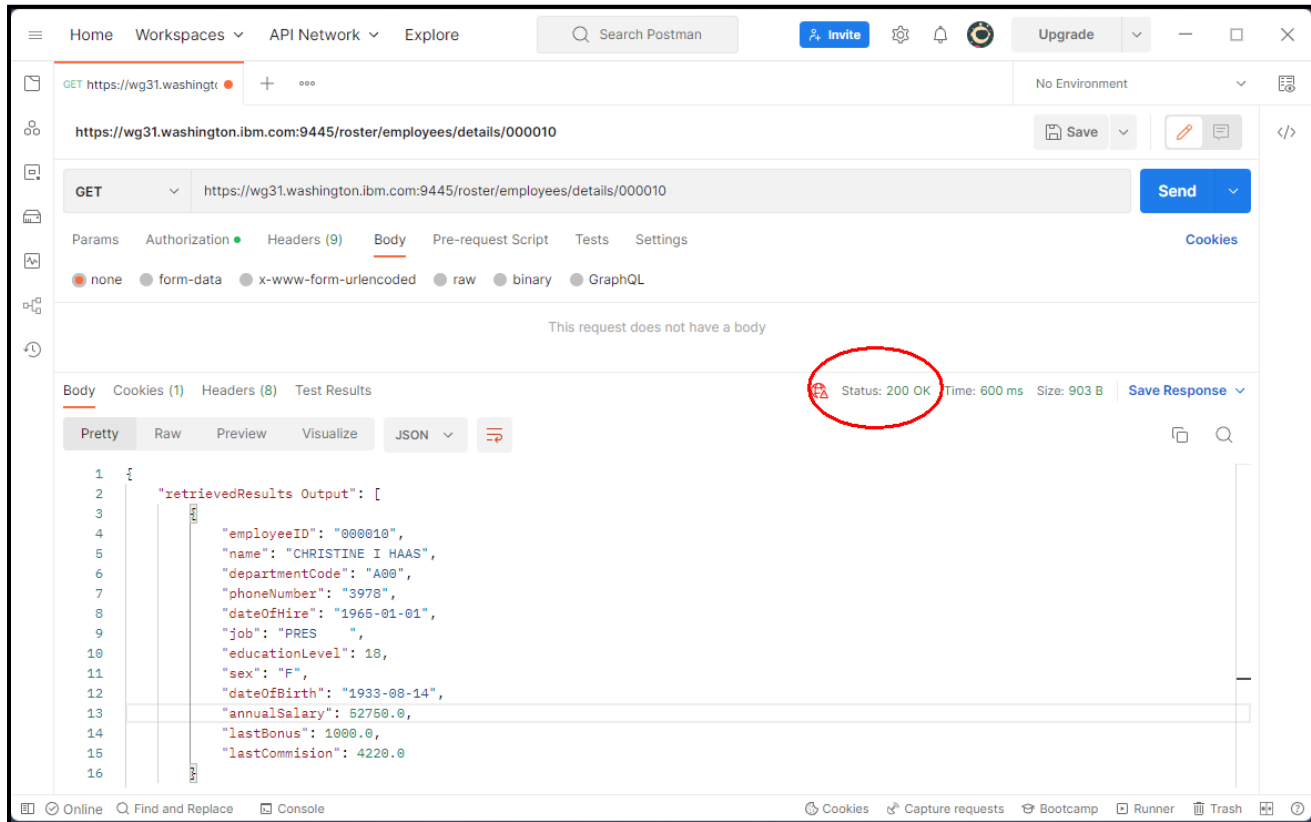 Home Workspaces API Network Explore Search Postman Invite Upgrade
GET https://wg31.washingtc No Environment
https://wg31.washington.ibm.com:9445/roster/employees/details/000010 Save
GET https://wg31.washington.ibm.com:9445/roster/employees/details/000010 Send
Params Authorization Headers (9) Body Pre-request Script Tests Settings Cookies
none form-data x-www-form-urlencoded raw binary GraphQL
This request does not have a body
Body Cookies (1) Headers (8) Test Results Status: 200 OK Time: 600 ms Size: 903 B Save Response
Pretty Raw Preview Visualize JSON
1 {
2 "retrievedResults Output": [
3 {
4 "employeeID": "000010",
5 "name": "CHRISTINE I HAAS",
6 "departmentCode": "A00",
7 "phoneNumber": "3978",
8 "dateOfHire": "1965-01-01",
9 "job": "PRES    ",
10 "educationLevel": 18,
11 "sex": "F",
12 "dateOfBirth": "1933-08-14",
13 "annualSalary": 52750.0,
14 "lastBonus": 1000.0,
15 "lastCommision": 4220.0
16 }
Online Find and Replace Console Cookies Capture requests Bootcamp Runner Trash